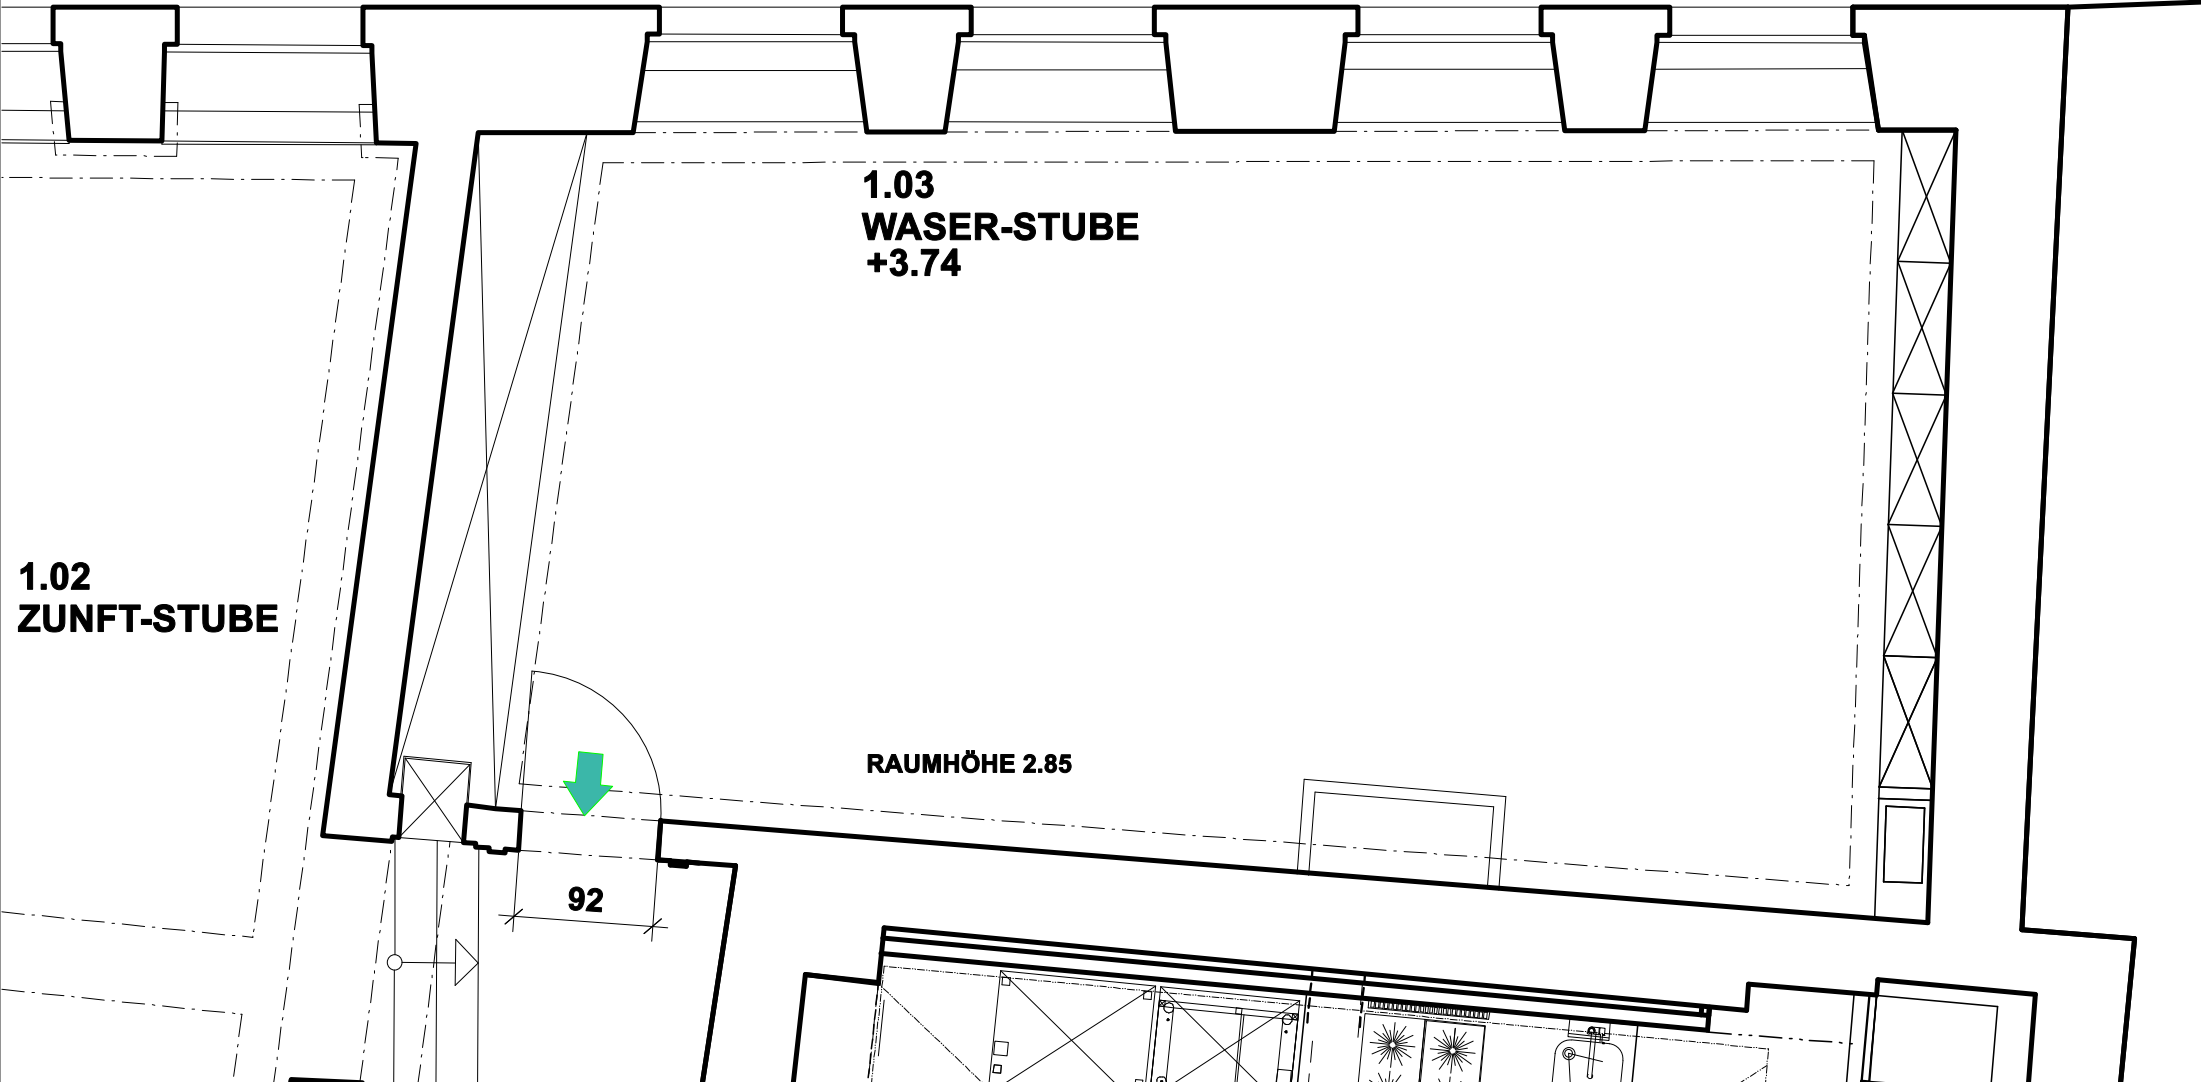 1.03
WASER-STUBE
+3.74
1.02
ZUNFT-STUBE
RAUMHÖHE 2.85
92